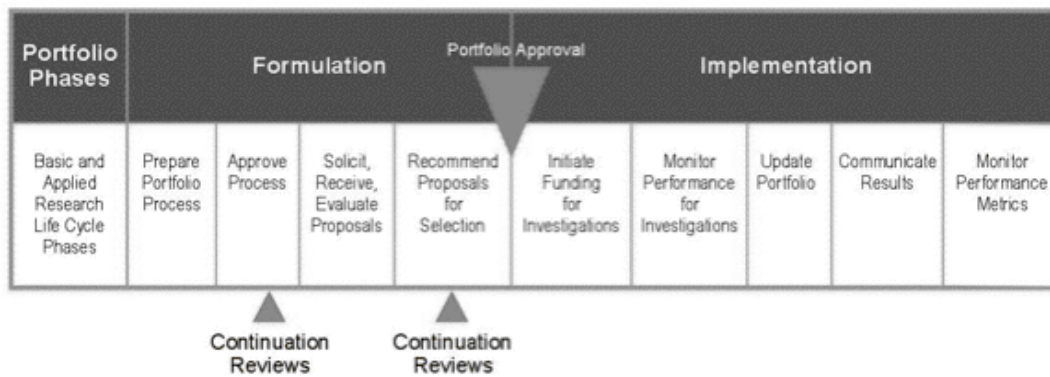 Portfolio
Phases
Formulation
Portfolio Approval
Implementation
Basic and
Applied
Research
Life Cycle
Phases
Prepare
Portfolio
Process
Approve
Process
Solicit,
Receive,
Evaluate
Proposals
Recommend
Proposals
for
Selection
Initiate
Funding
for
Investigations
Monitor
Performance
for
Investigations
Update
Portfolio
Communicate
Results
Monitor
Performance
Metrics
Continuation
Reviews
Continuation
Reviews